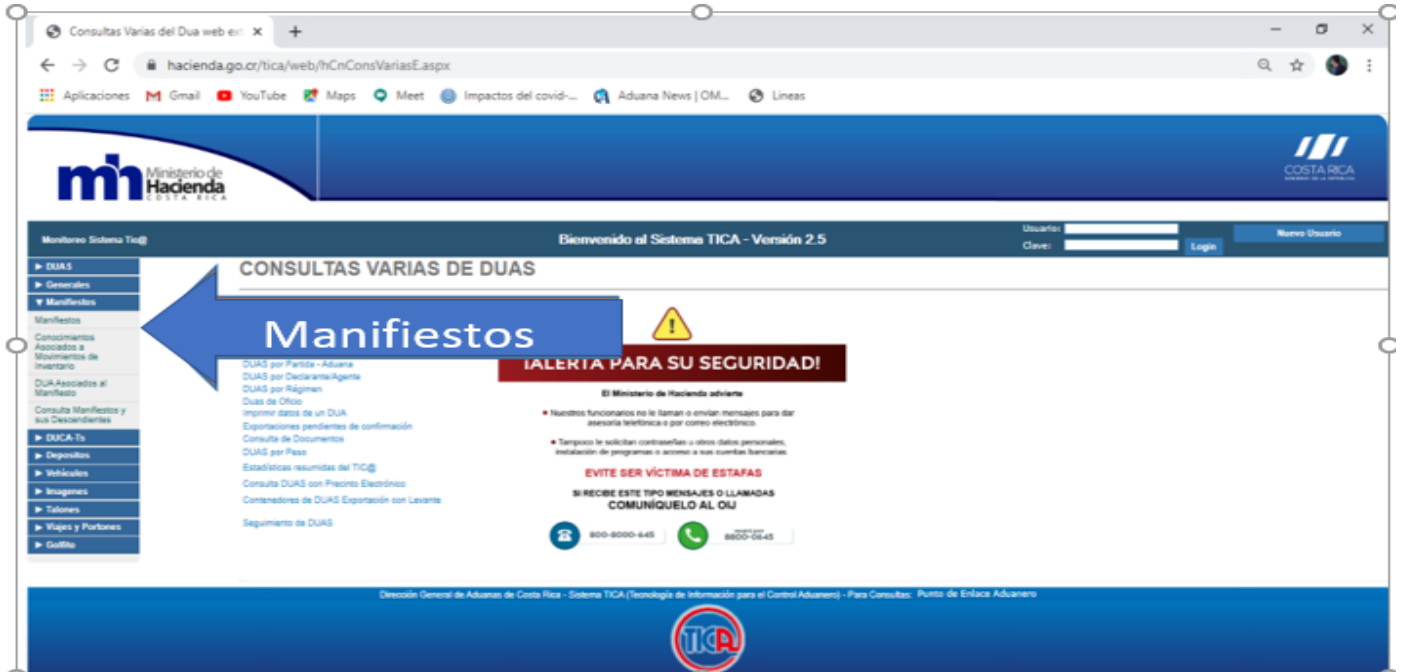 Consultas Varias del Dua web ex
hacienda.go.cr/tica/web/hCnConsVariasE.aspx
Aplicaciones Gmail YouTube Maps Meet Impactos del covid-... Aduana News | OM... Lineas
mh Ministerio de
Hacienda
COSTA RICA
COSTA RICA
Monitoreo Sistema Tic@
Bienvenido al Sistema TICA - Versión 2.5
Usuario:
Clave:
Login
Nuevo Usuario
DUAS
Generales
Manifiestos
Manifiestos
Conocimientos
Asociados a
Movimientos de
Inventario
DUA Asociados al
Manifiesto
Consulta Manifiestos y
sus Descendientes
DUCA-Ts
Depositos
Vehículos
Imagenes
Talones
Viajes y Portones
Golfito
CONSULTAS VARIAS DE DUAS
Manifiestos
DUAS por Partida - Aduana
DUAS por Declarante/Agente
DUAS por Régimen
Duas de Oficio
Imprimir datos de un DUA
Exportaciones pendientes de confirmación
Consulta de Documentos
DUAS por Peso
Estadísticas resumidas del TIC@
Consulta DUAS con Precinto Electrónico
Contenedores de DUAS Exportación con Levante
Seguimiento de DUAS
¡ALERTA PARA SU SEGURIDAD!
El Ministerio de Hacienda advierte
• Nuestros funcionarios no le llaman o envían mensajes para dar
asesoría telefónica o por correo electrónico.
• Tampoco le solicitan contraseñas u otros datos personales,
instalación de programas o acceso a sus cuentas bancarias.
EVITE SER VÍCTIMA DE ESTAFAS
SI RECIBE ESTE TIPO MENSAJES O LLAMADAS
COMUNÍQUELO AL OIJ
800-8000-645
8800-0645
Dirección General de Aduanas de Costa Rica - Sistema TICA (Tecnología de Información para el Control Aduanero) - Para Consultas: Punto de Enlace Aduanero
TICA